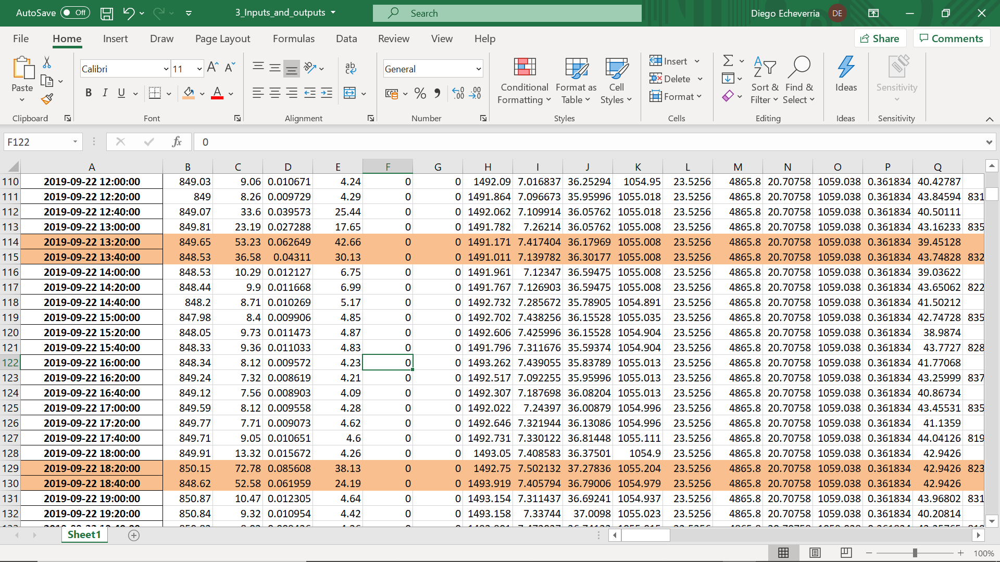 AutoSave Off 3_Inputs_and_outputs Search Diego Echeverria DE
File Home Insert Draw Page Layout Formulas Data Review View Help Share Comments
Paste Calibri 11 General
B I U
Conditional Formatting Format as Table Cell Styles
Insert
Delete
Format
Sort & Filter Find & Select Ideas Sensitivity
Clipboard Font Alignment Number Styles Cells Editing Ideas Sensitivity
F122 fx 0
A B C D E F G H I J K L M N O P Q
110 2019-09-22 12:00:00 849.03 9.06 0.010671 4.24 0 0 1492.09 7.016837 36.25294 1054.95 23.5256 4865.8 20.70758 1059.038 0.361834 40.42787
111 2019-09-22 12:20:00 849 8.26 0.009729 4.29 0 0 1491.864 7.096673 35.95996 1055.018 23.5256 4865.8 20.70758 1059.038 0.361834 43.84594 831
112 2019-09-22 12:40:00 849.07 33.6 0.039573 25.44 0 0 1492.062 7.109914 36.05762 1055.018 23.5256 4865.8 20.70758 1059.038 0.361834 40.50111
113 2019-09-22 13:00:00 849.81 23.19 0.027288 17.65 0 0 1491.782 7.26214 36.05762 1055.008 23.5256 4865.8 20.70758 1059.038 0.361834 43.16233 835
114 2019-09-22 13:20:00 849.65 53.23 0.062649 42.66 0 0 1491.171 7.417404 36.17969 1055.008 23.5256 4865.8 20.70758 1059.038 0.361834 39.45128
115 2019-09-22 13:40:00 848.53 36.58 0.04311 30.13 0 0 1491.011 7.139782 36.30177 1055.008 23.5256 4865.8 20.70758 1059.038 0.361834 43.74828 832
116 2019-09-22 14:00:00 848.53 10.29 0.012127 6.75 0 0 1491.961 7.12347 36.59475 1055.008 23.5256 4865.8 20.70758 1059.038 0.361834 39.03622
117 2019-09-22 14:20:00 848.44 9.9 0.011668 6.99 0 0 1491.767 7.126903 36.59475 1055.008 23.5256 4865.8 20.70758 1059.038 0.361834 43.65062 822
118 2019-09-22 14:40:00 848.2 8.71 0.010269 5.17 0 0 1492.732 7.285672 35.78905 1054.891 23.5256 4865.8 20.70758 1059.038 0.361834 41.50212
119 2019-09-22 15:00:00 847.98 8.4 0.009906 4.85 0 0 1492.702 7.438256 36.15528 1055.035 23.5256 4865.8 20.70758 1059.038 0.361834 42.74728 835
120 2019-09-22 15:20:00 848.05 9.73 0.011473 4.87 0 0 1492.606 7.425996 36.15528 1054.904 23.5256 4865.8 20.70758 1059.038 0.361834 38.9874
121 2019-09-22 15:40:00 848.33 9.36 0.011033 4.83 0 0 1491.796 7.311676 35.59374 1054.904 23.5256 4865.8 20.70758 1059.038 0.361834 43.7727 828
122 2019-09-22 16:00:00 848.34 8.12 0.009572 4.23 0 0 1493.262 7.439055 35.83789 1055.013 23.5256 4865.8 20.70758 1059.038 0.361834 41.77068
123 2019-09-22 16:20:00 849.24 7.32 0.008619 4.21 0 0 1492.517 7.092255 35.95996 1055.013 23.5256 4865.8 20.70758 1059.038 0.361834 43.25999 837
124 2019-09-22 16:40:00 849.12 7.56 0.008903 4.09 0 0 1492.307 7.187698 36.08204 1055.013 23.5256 4865.8 20.70758 1059.038 0.361834 40.86734
125 2019-09-22 17:00:00 849.59 8.12 0.009558 4.28 0 0 1492.022 7.24397 36.00879 1054.996 23.5256 4865.8 20.70758 1059.038 0.361834 43.45531 835
126 2019-09-22 17:20:00 849.77 7.71 0.009073 4.62 0 0 1492.646 7.321944 36.13086 1054.996 23.5256 4865.8 20.70758 1059.038 0.361834 41.1359
127 2019-09-22 17:40:00 849.71 9.05 0.010651 4.6 0 0 1492.731 7.330122 36.81448 1055.111 23.5256 4865.8 20.70758 1059.038 0.361834 44.04126 819
128 2019-09-22 18:00:00 849.91 13.32 0.015672 4.26 0 0 1493.05 7.408583 36.37501 1054.9 23.5256 4865.8 20.70758 1059.038 0.361834 42.9426
129 2019-09-22 18:20:00 850.15 72.78 0.085608 38.13 0 0 1492.75 7.502132 37.27836 1055.204 23.5256 4865.8 20.70758 1059.038 0.361834 42.9426 823
130 2019-09-22 18:40:00 848.62 52.58 0.061959 24.19 0 0 1493.919 7.405794 36.79006 1054.979 23.5256 4865.8 20.70758 1059.038 0.361834 42.9426
131 2019-09-22 19:00:00 850.87 10.47 0.012305 4.64 0 0 1493.154 7.311437 36.69241 1054.937 23.5256 4865.8 20.70758 1059.038 0.361834 43.96802 831
132 2019-09-22 19:20:00 850.84 9.32 0.010954 4.42 0 0 1493.158 7.33744 37.0098 1055.023 23.5256 4865.8 20.70758 1059.038 0.361834 40.20814
Sheet1
100%